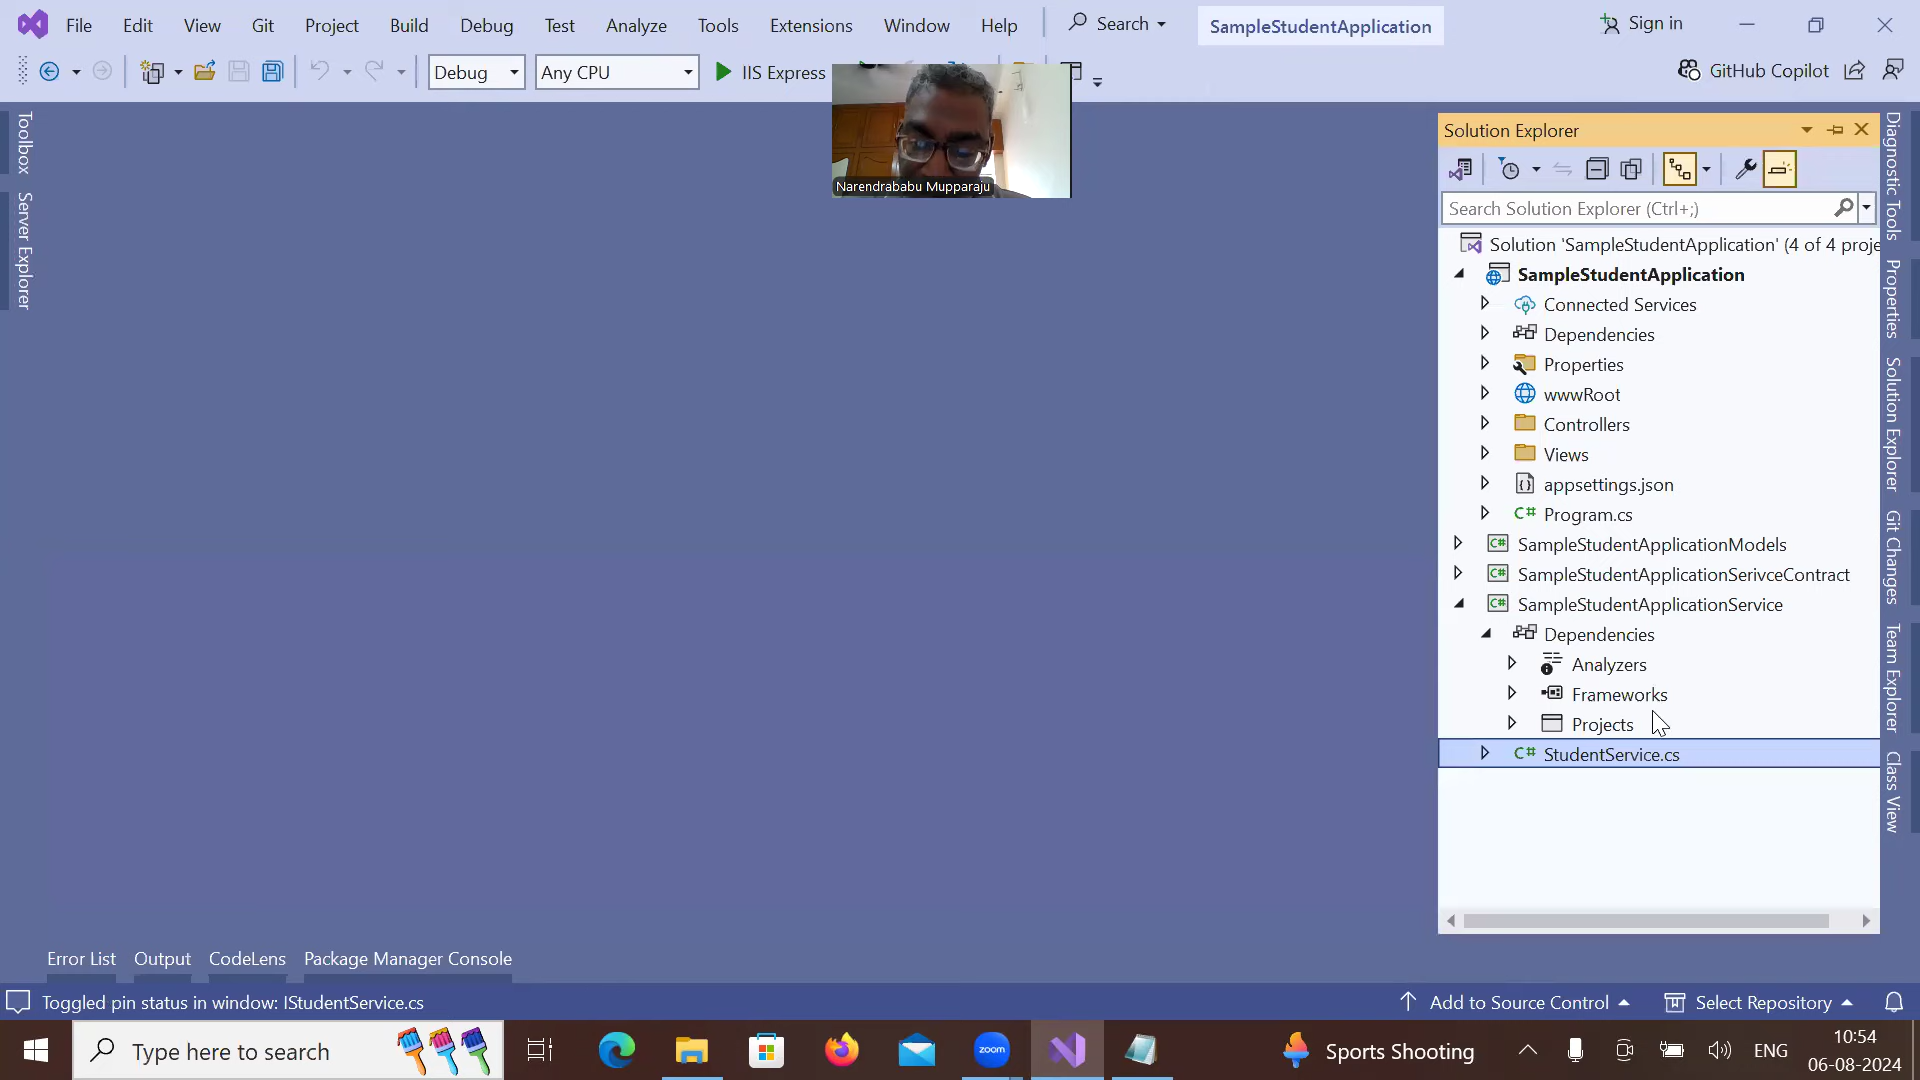 File Edit View Git Project Build Debug Test Analyze Tools Extensions Window Help Search SampleStudentApplication Sign in
Debug Any CPU IIS Express GitHub Copilot
Narendrababu Mupparaju
Toolbox
Server Explorer
Solution Explorer
Search Solution Explorer (Ctrl+;)
Solution 'SampleStudentApplication' (4 of 4 proje
SampleStudentApplication
Connected Services
Dependencies
Properties
wwwRoot
Controllers
Views
appsettings.json
C# Program.cs
C# SampleStudentApplicationModels
C# SampleStudentApplicationSerivceContract
C# SampleStudentApplicationService
Dependencies
Analyzers
Frameworks
Projects
C# StudentService.cs
Diagnostic Tools
Properties
Solution Explorer
Git Changes
Team Explorer
Class View
Error List Output CodeLens Package Manager Console
Toggled pin status in window: IStudentService.cs Add to Source Control Select Repository
Type here to search zoom Sports Shooting ENG
10:54
06-08-2024